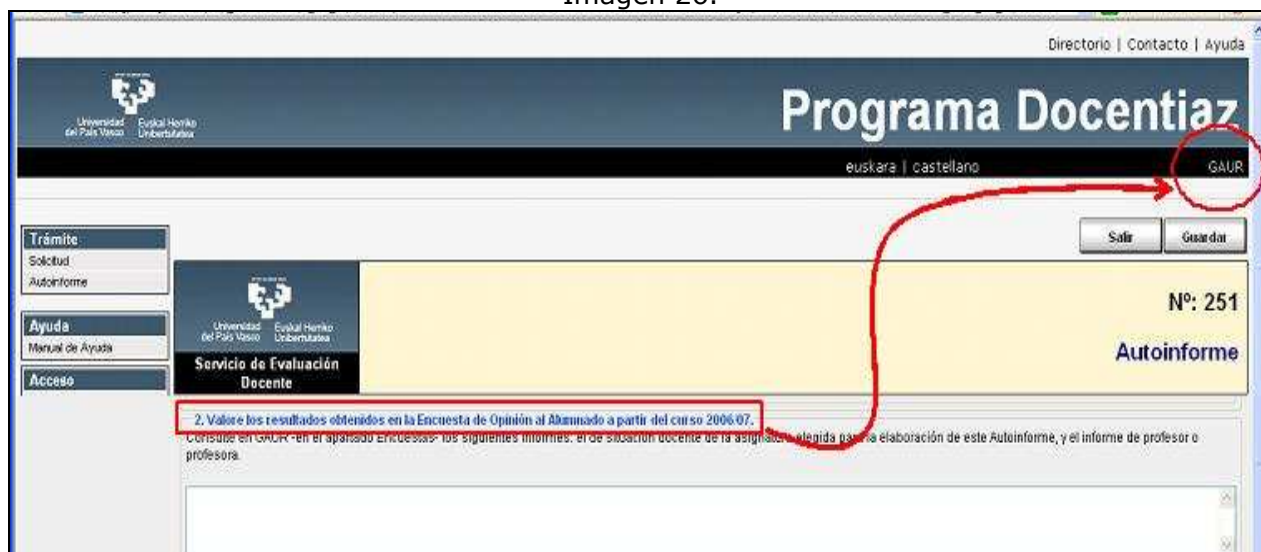 Imagen 20.
Directorio | Contacto | Ayuda
Universidad del País Vasco
Euskal Herriko Unibertsitatea
Programa Docentiaz
euskara | castellano
GAUR
Salir
Guardar
Trámite
Solicitud
Autoinforme
Ayuda
Manual de Ayuda
Acceso
Universidad del País Vasco
Euskal Herriko Unibertsitatea
Servicio de Evaluación
Docente
Nº: 251
Autoinforme
2. Valore los resultados obtenidos en la Encuesta de Opinión al Alumnado a partir del curso 2006/07.
Consulte en GAUR -en el apartado Encuestas- los siguientes informes: el de situación docente de la asignatura elegida para la elaboración de este Autoinforme, y el informe de profesor o
profesora.